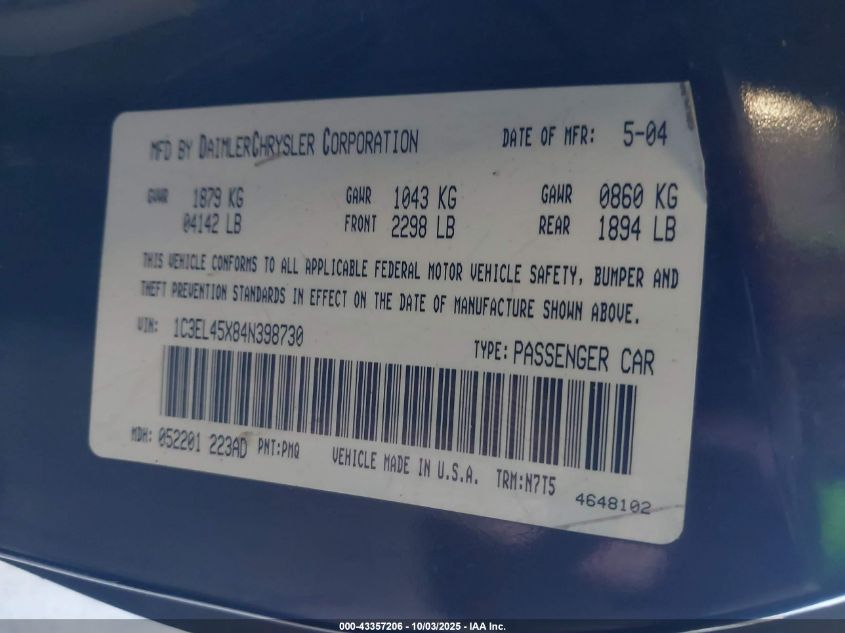 MFD BY DAIMLERCHRYSLER CORPORATION DATE OF MFR: 5-04
GVWR 1879 KG GAWR 1043 KG GAWR 0860 KG
04142 LB FRONT 2298 LB REAR 1894 LB
THIS VEHICLE CONFORMS TO ALL APPLICABLE FEDERAL MOTOR VEHICLE SAFETY, BUMPER AND
THEFT PREVENTION STANDARDS IN EFFECT ON THE DATE OF MANUFACTURE SHOWN ABOVE.
VIN: 1C3EL45X84N398730 TYPE: PASSENGER CAR
MDH: 052201 223AD PNT:PMQ VEHICLE MADE IN U.S.A. TRM:N7T5
4648102
000-43357206 - 10/03/2025 - IAA Inc.